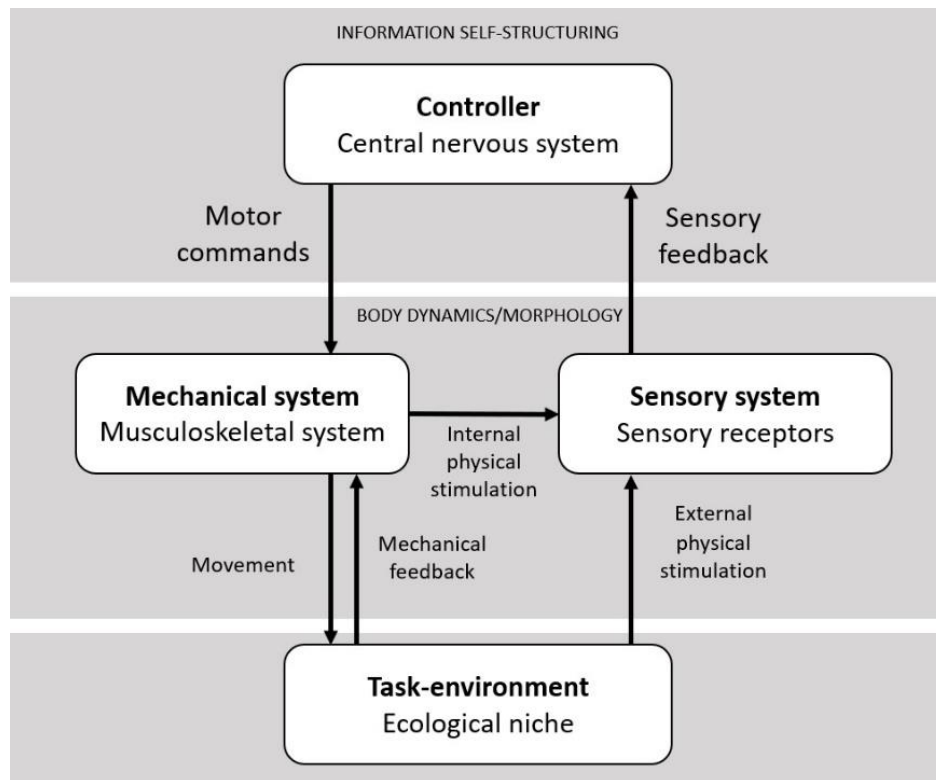 INFORMATION SELF-STRUCTURING
Controller
Central nervous system
Motor
commands
Sensory
feedback
BODY DYNAMICS/MORPHOLOGY
Mechanical system
Musculoskeletal system
Internal
physical
stimulation
Sensory system
Sensory receptors
Movement
Mechanical
feedback
External
physical
stimulation
Task-environment
Ecological niche